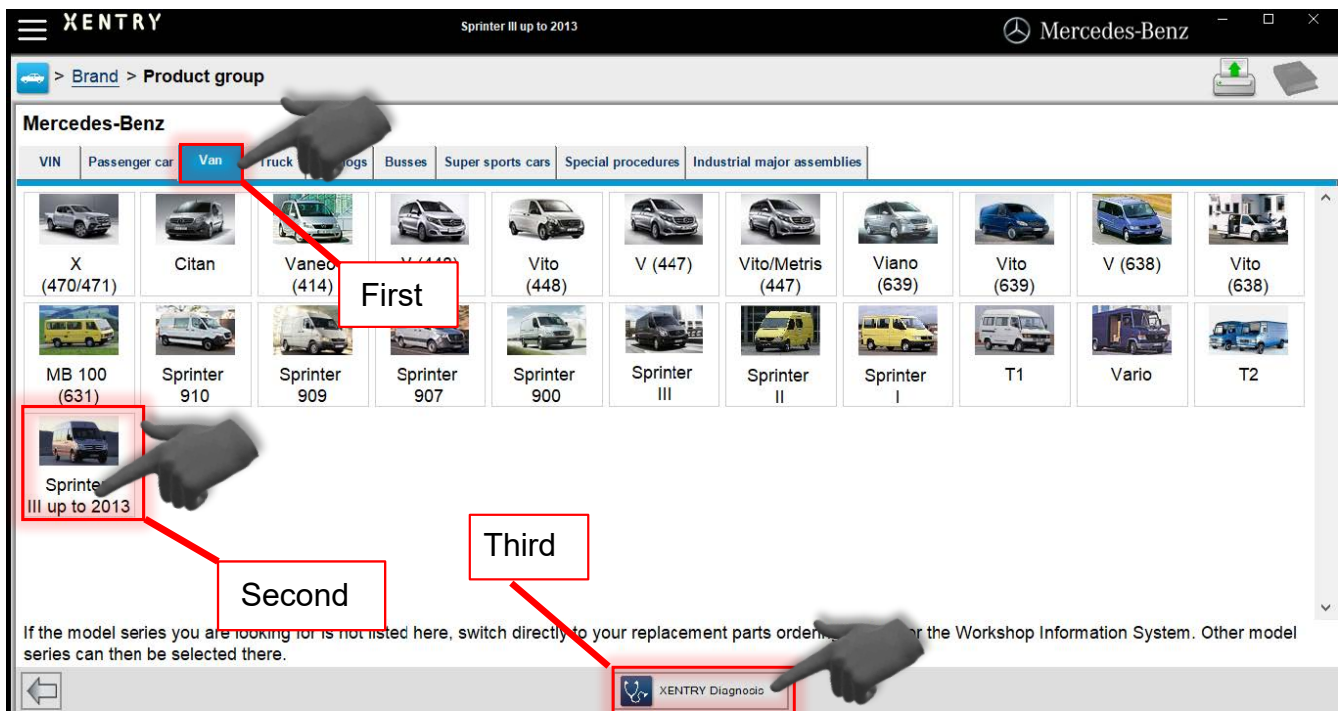 XENTRY
Sprinter III up to 2013
Mercedes-Benz
> Brand > Product group
Mercedes-Benz
VIN
Passenger car
Van
Truck
Busses
Super sports cars
Special procedures
Industrial major assemblies
X
(470/471)
Citan
Vaneo
(414)
Vito
(448)
V (447)
Vito/Metris
(447)
Viano
(639)
Vito
(639)
V (638)
Vito
(638)
First
MB 100
(631)
Sprinter
910
Sprinter
909
Sprinter
907
Sprinter
900
Sprinter
III
Sprinter
II
Sprinter
I
T1
Vario
T2
Sprinter
III up to 2013
Second
Third
If the model series you are looking for is not listed here, switch directly to your replacement parts ordering or the Workshop Information System. Other model
series can then be selected there.
XENTRY Diagnosis